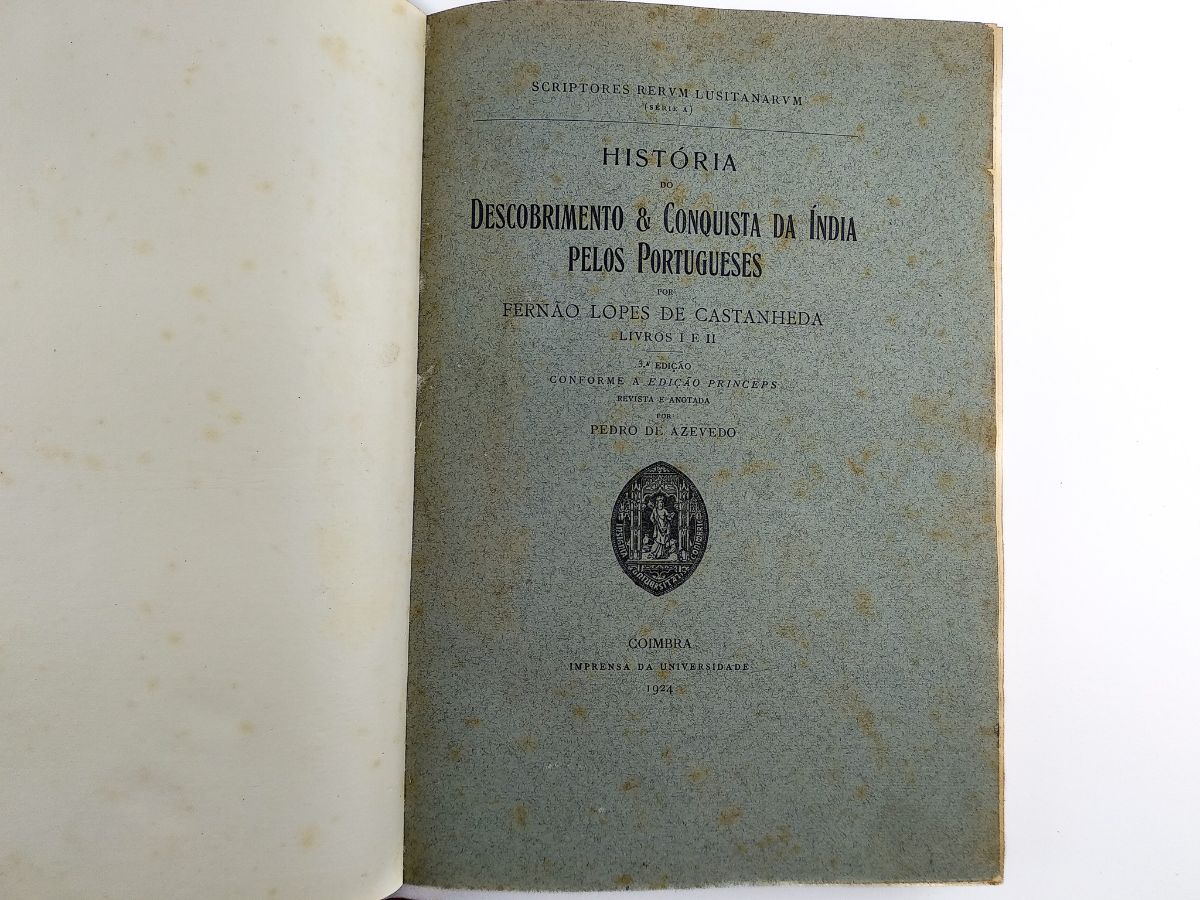 SCRIPTORES RERVM LUSITANARVM
(SÉRIE A)
HISTÓRIA
DO
DESCOBRIMENTO & CONQUISTA DA ÍNDIA
PELOS PORTUGUESES
POR
FERNÃO LOPES DE CASTANHEDA
LIVROS I E II
3.ª EDIÇÃO
CONFORME A EDIÇÃO PRINCEPS
REVISTA E ANOTADA
POR
PEDRO DE AZEVEDO
INSIGNIA
COIMBRA
IMPRENSA DA UNIVERSIDADE
1924